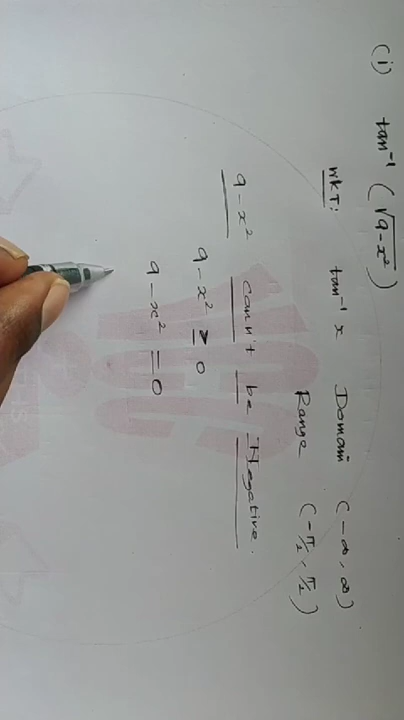 (i) tan⁻¹ (√9-x²)
WKT: tan⁻¹ x Domain (-∞, ∞)
Range (-π/2, π/2)
9-x² cann't be Negative.
9-x² ≥ 0
9-x² = 0